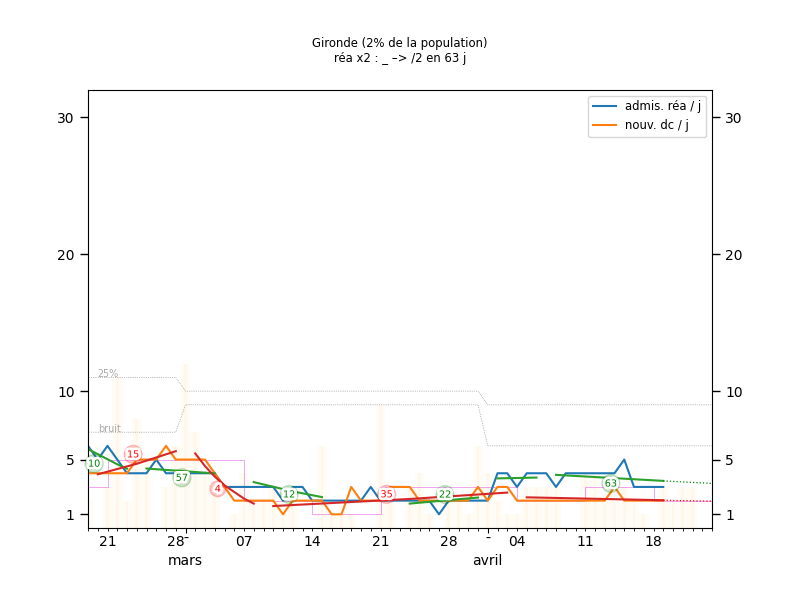 Gironde (2% de la population)
réa x2 : _ –> /2 en 63 j
admis. réa / j
nouv. dc / j
30 30
20 20
10 10
5 5
1 1
25%
bruit
10 15 57 4 12 35 22 63
21 28 07 14 21 28 04 11 18
mars avril